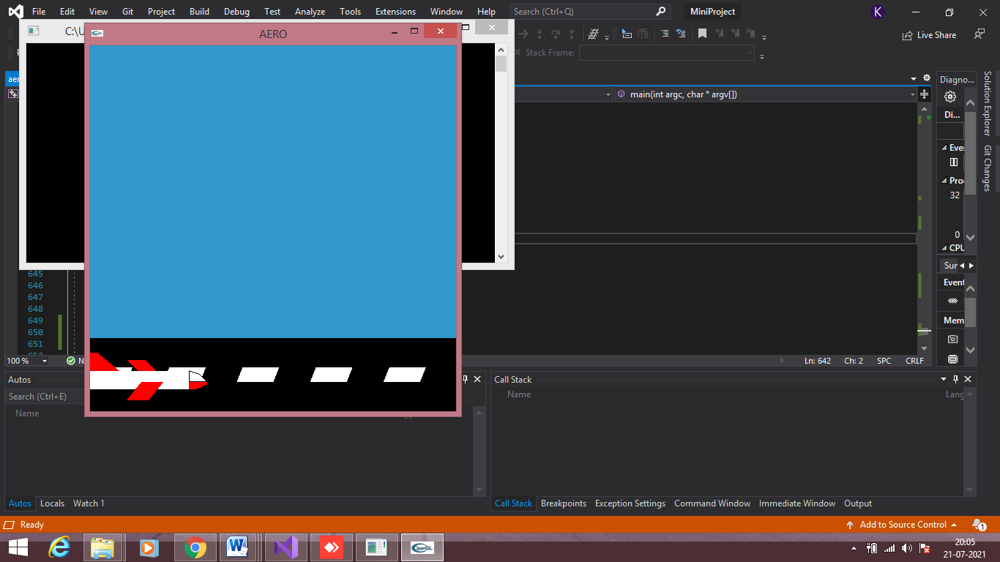 File Edit View Git Project Build Debug Test Analyze Tools Extensions Window Help Search (Ctrl+Q) MiniProject K
C:\U
AERO
Live Share
Stack Frame:
aer
main(int argc, char * argv[])
Diagno...
Di...
Eve
Pro
32
0
CPU
Sur
Event
Mem
Solution Explorer
Git Changes
645
646
647
648
649
650
651
100 % N
Ln: 642 Ch: 2 SPC CRLF
Autos
Search (Ctrl+E)
Name
Call Stack
Name Lang
Autos Locals Watch 1
Call Stack Breakpoints Exception Settings Command Window Immediate Window Output
Ready
Add to Source Control 1
OpenGL
20:05
21-07-2021